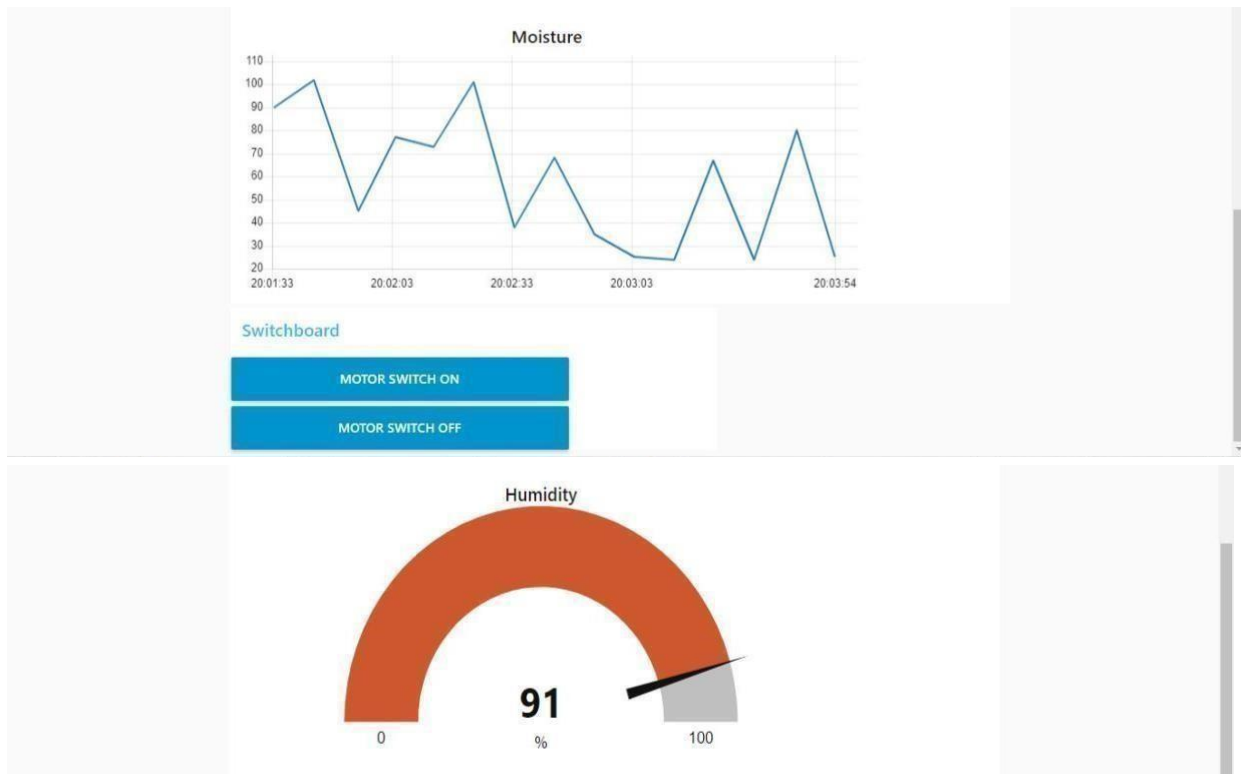 Moisture
110
100
90
80
70
60
50
40
30
20
20:01:33 20:02:03 20:02:33 20:03:03 20:03:54
Switchboard
MOTOR SWITCH ON
MOTOR SWITCH OFF
Humidity
91
0 % 100